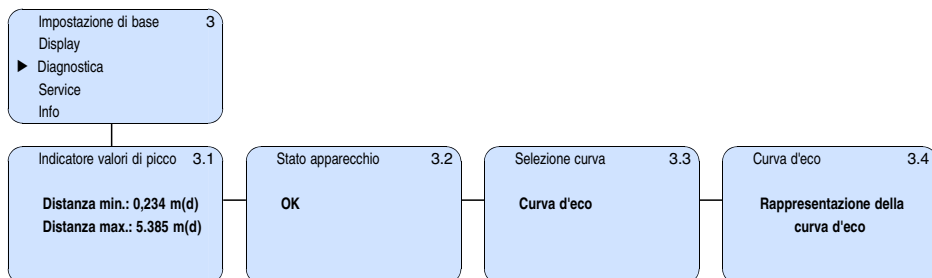 Impostazione di base 3
Display
▶ Diagnostica
Service
Info
Indicatore valori di picco 3.1
Distanza min.: 0,234 m(d)
Distanza max.: 5.385 m(d)
Stato apparecchio 3.2
OK
Selezione curva 3.3
Curva d'eco
Curva d'eco 3.4
Rappresentazione della
curva d'eco